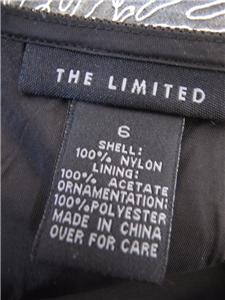 THE LIMITED
6
SHELL:
100% NYLON
LINING:
100% ACETATE
ORNAMENTATION:
100% POLYESTER
MADE IN CHINA
OVER FOR CARE